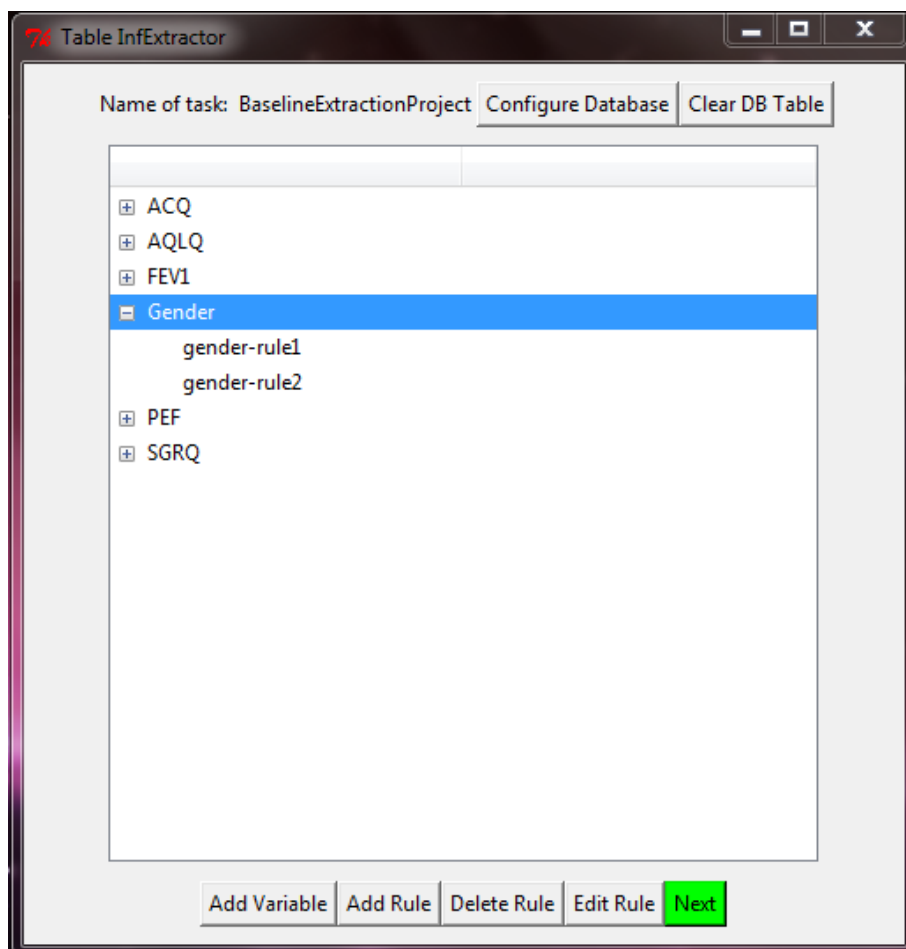 Table InfExtractor
Name of task: BaselineExtractionProject Configure Database Clear DB Table
ACQ
AQLQ
FEV1
Gender
gender-rule1
gender-rule2
PEF
SGRQ
Add Variable Add Rule Delete Rule Edit Rule Next